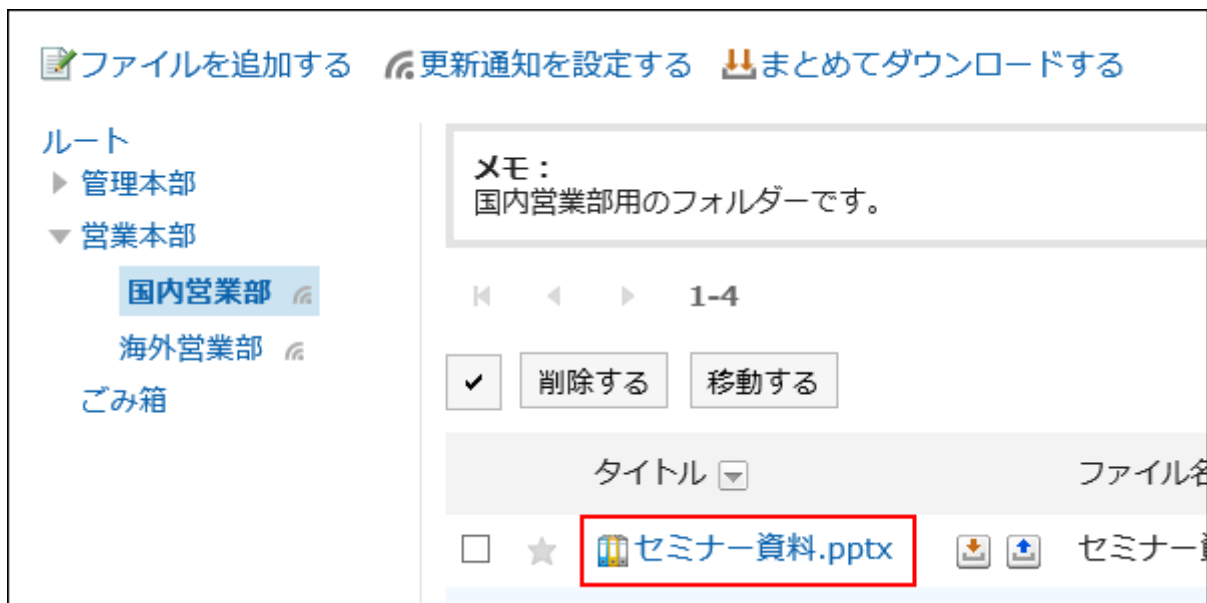 ファイルを追加する 更新通知を設定する まとめてダウンロードする
ルート
管理本部
営業本部
国内営業部
海外営業部
ごみ箱
メモ：
国内営業部用のフォルダーです。
1-4
削除する 移動する
タイトル ファイル名
セミナー資料.pptx セミナー